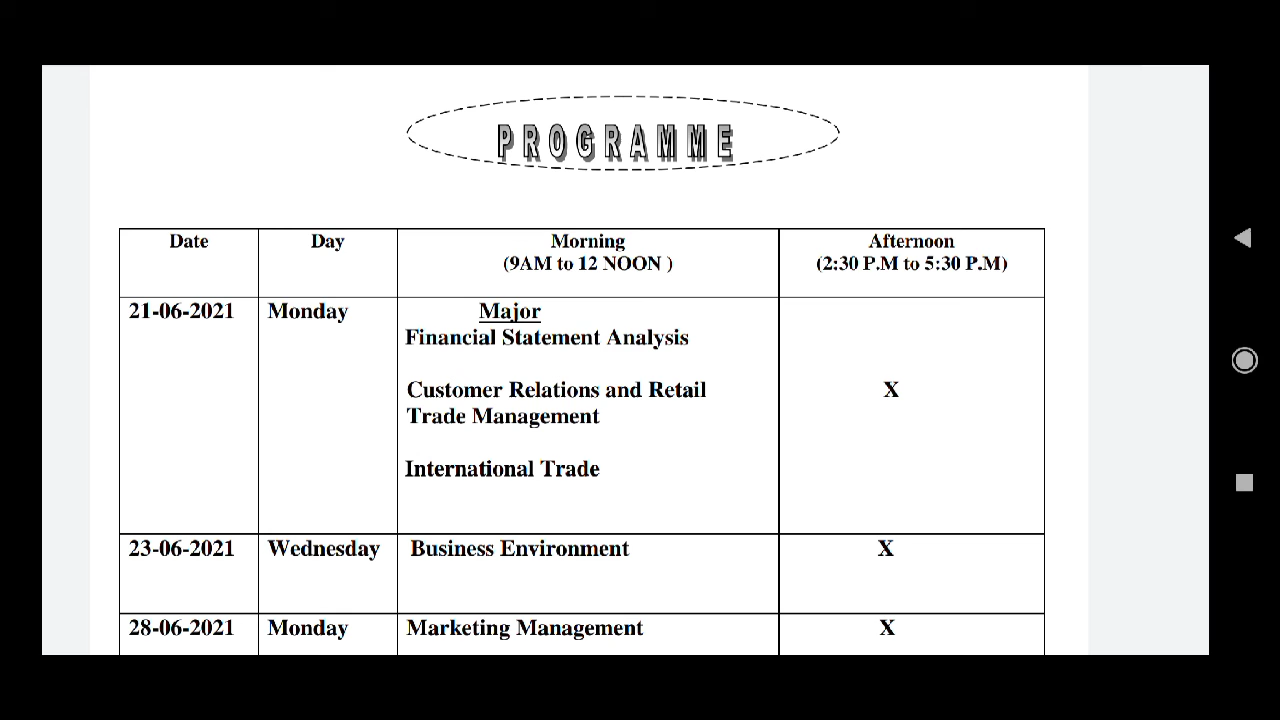 PROGRAMME
Date Day Morning Afternoon
(9AM to 12 NOON ) (2:30 P.M to 5:30 P.M)
21-06-2021 Monday Major
Financial Statement Analysis
Customer Relations and Retail X
Trade Management
International Trade
23-06-2021 Wednesday Business Environment X
28-06-2021 Monday Marketing Management X